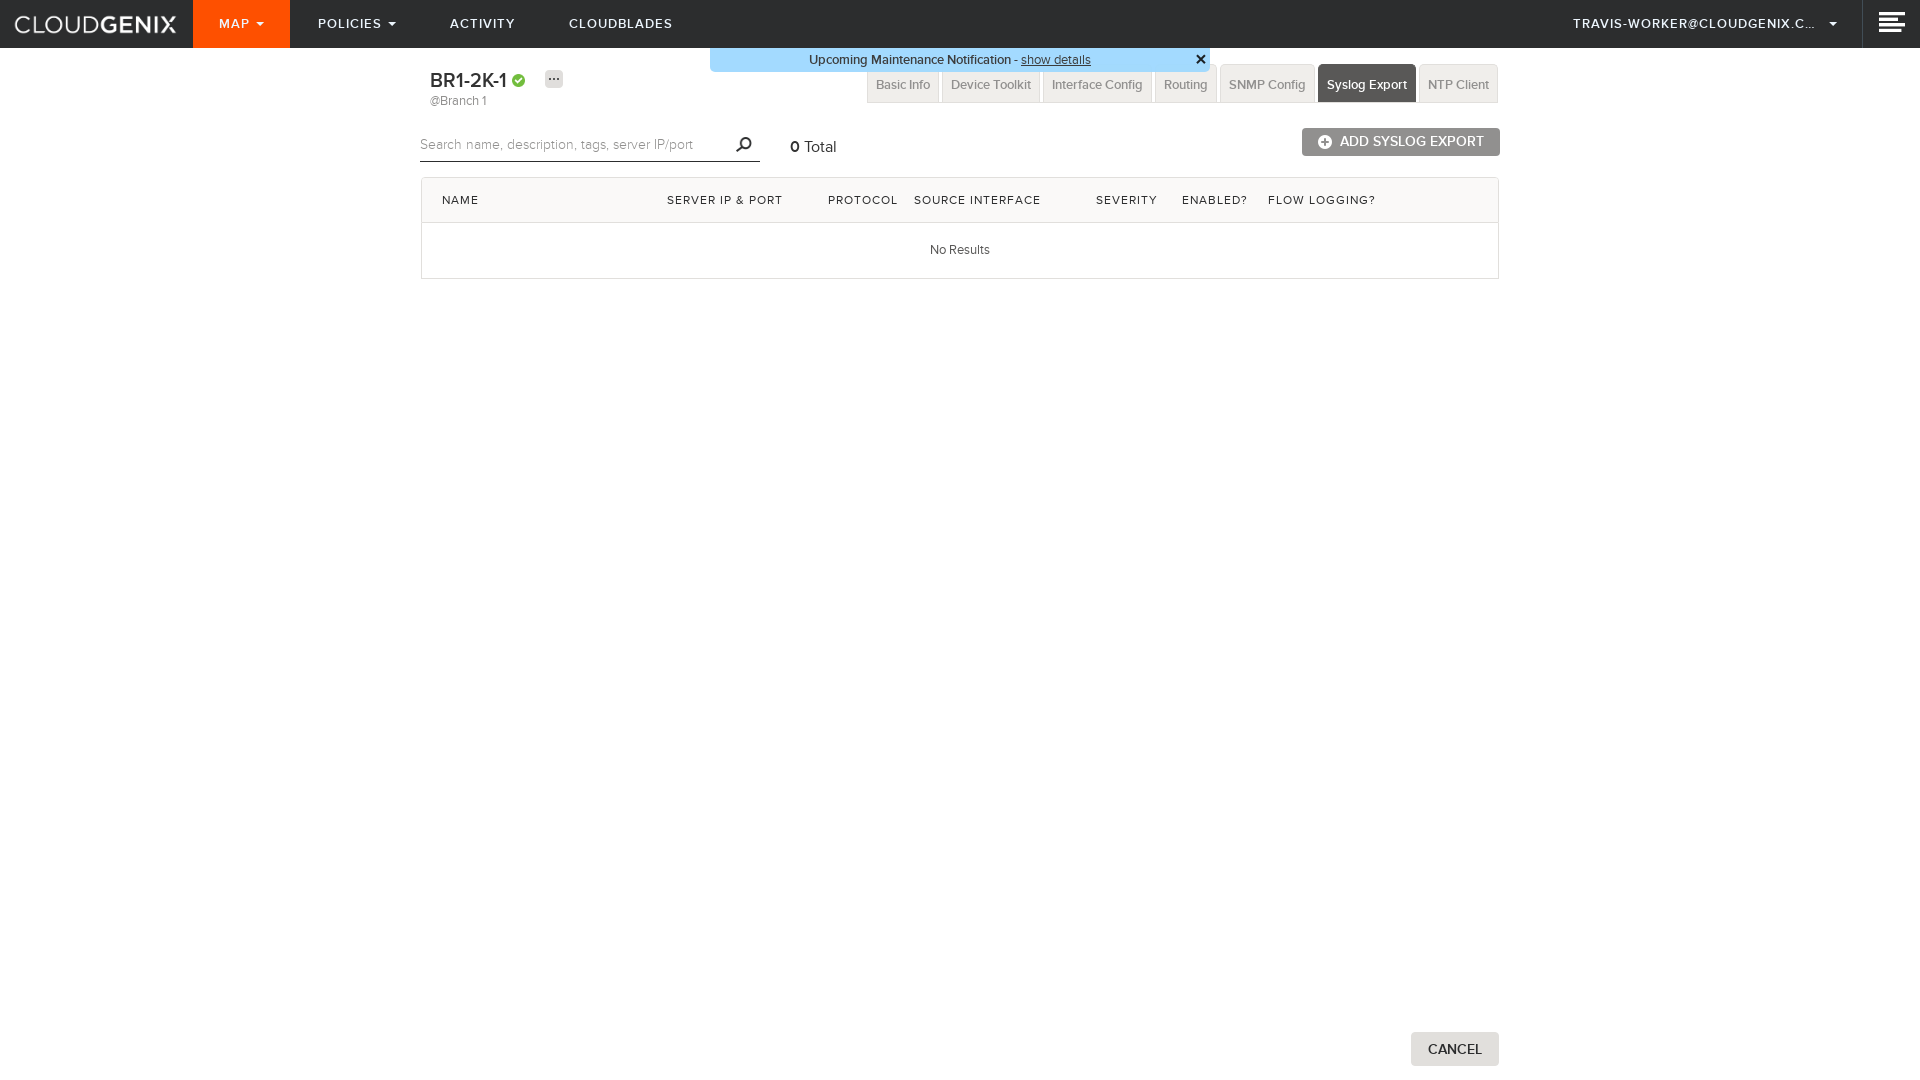 CLOUDGENIX MAP POLICIES ACTIVITY CLOUDBLADES TRAVIS-WORKER@CLOUDGENIX.C...
Upcoming Maintenance Notification - show details
BR1-2K-1
@Branch 1
Basic Info Device Toolkit Interface Config Routing SNMP Config Syslog Export NTP Client
Search name, description, tags, server IP/port
0 Total
ADD SYSLOG EXPORT
NAME SERVER IP & PORT PROTOCOL SOURCE INTERFACE SEVERITY ENABLED? FLOW LOGGING?
No Results
CANCEL